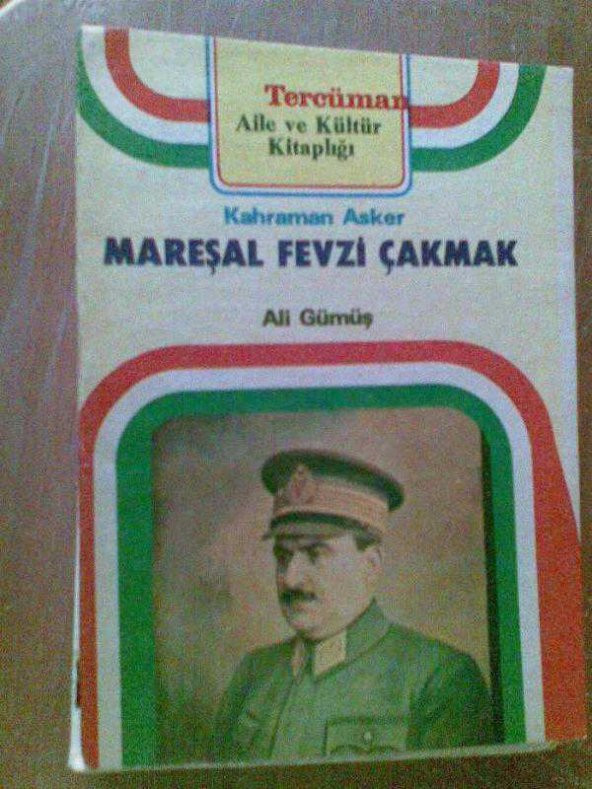 Tercüman
Aile ve Kültür
Kitaplığı
Kahraman Asker
MAREŞAL FEVZİ ÇAKMAK
Ali Gümüş